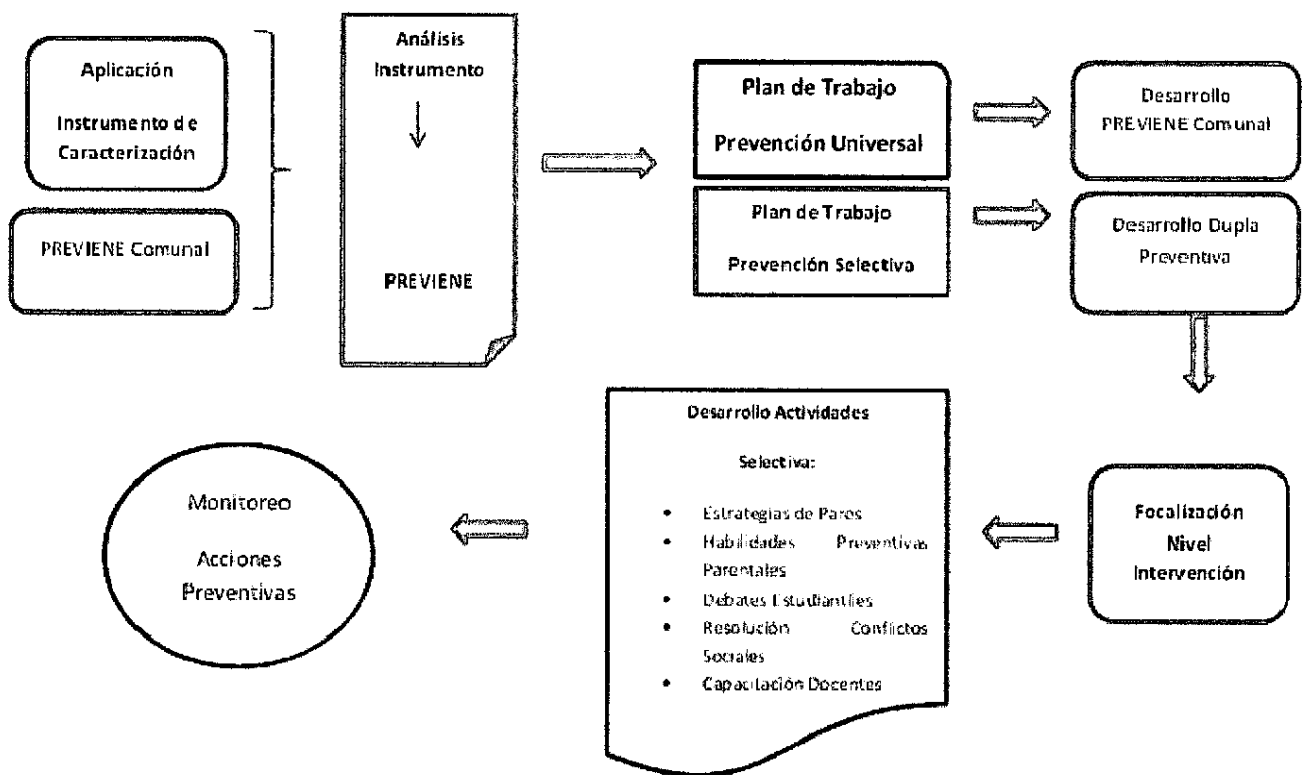 Aplicación
Instrumento de
Caracterización
PREVIENE Comunal
Análisis
Instrumento
PREVIENE
Plan de Trabajo
Prevención Universal
Plan de Trabajo
Prevención Selectiva
Desarrollo
PREVIENE Comunal
Desarrollo Dupla
Preventiva
Focalización
Nivel
Intervención
Desarrollo Actividades
Selectiva:
• Estrategias de Pares
• Habilidades Preventivas
Parentales
• Debates Estudiantiles
• Resolución Conflictos
Sociales
• Capacitación Docentes
Monitoreo
Acciones
Preventivas